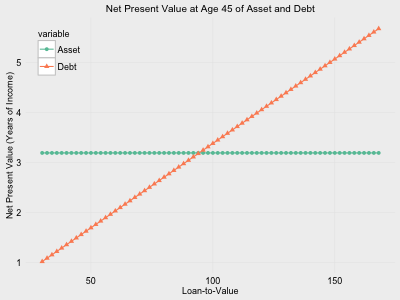 Net Present Value at Age 45 of Asset and Debt
variable
Asset
Debt
Net Present Value (Years of Income)
5
4
3
2
1
50
100
150
Loan-to-Value